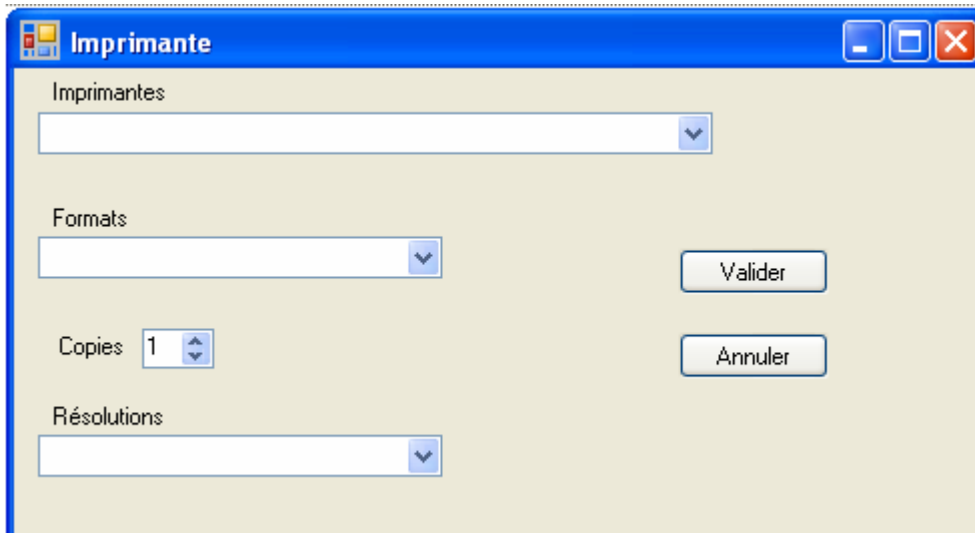 Imprimante
Imprimantes
Formats
Valider
Copies 1
Annuler
Résolutions